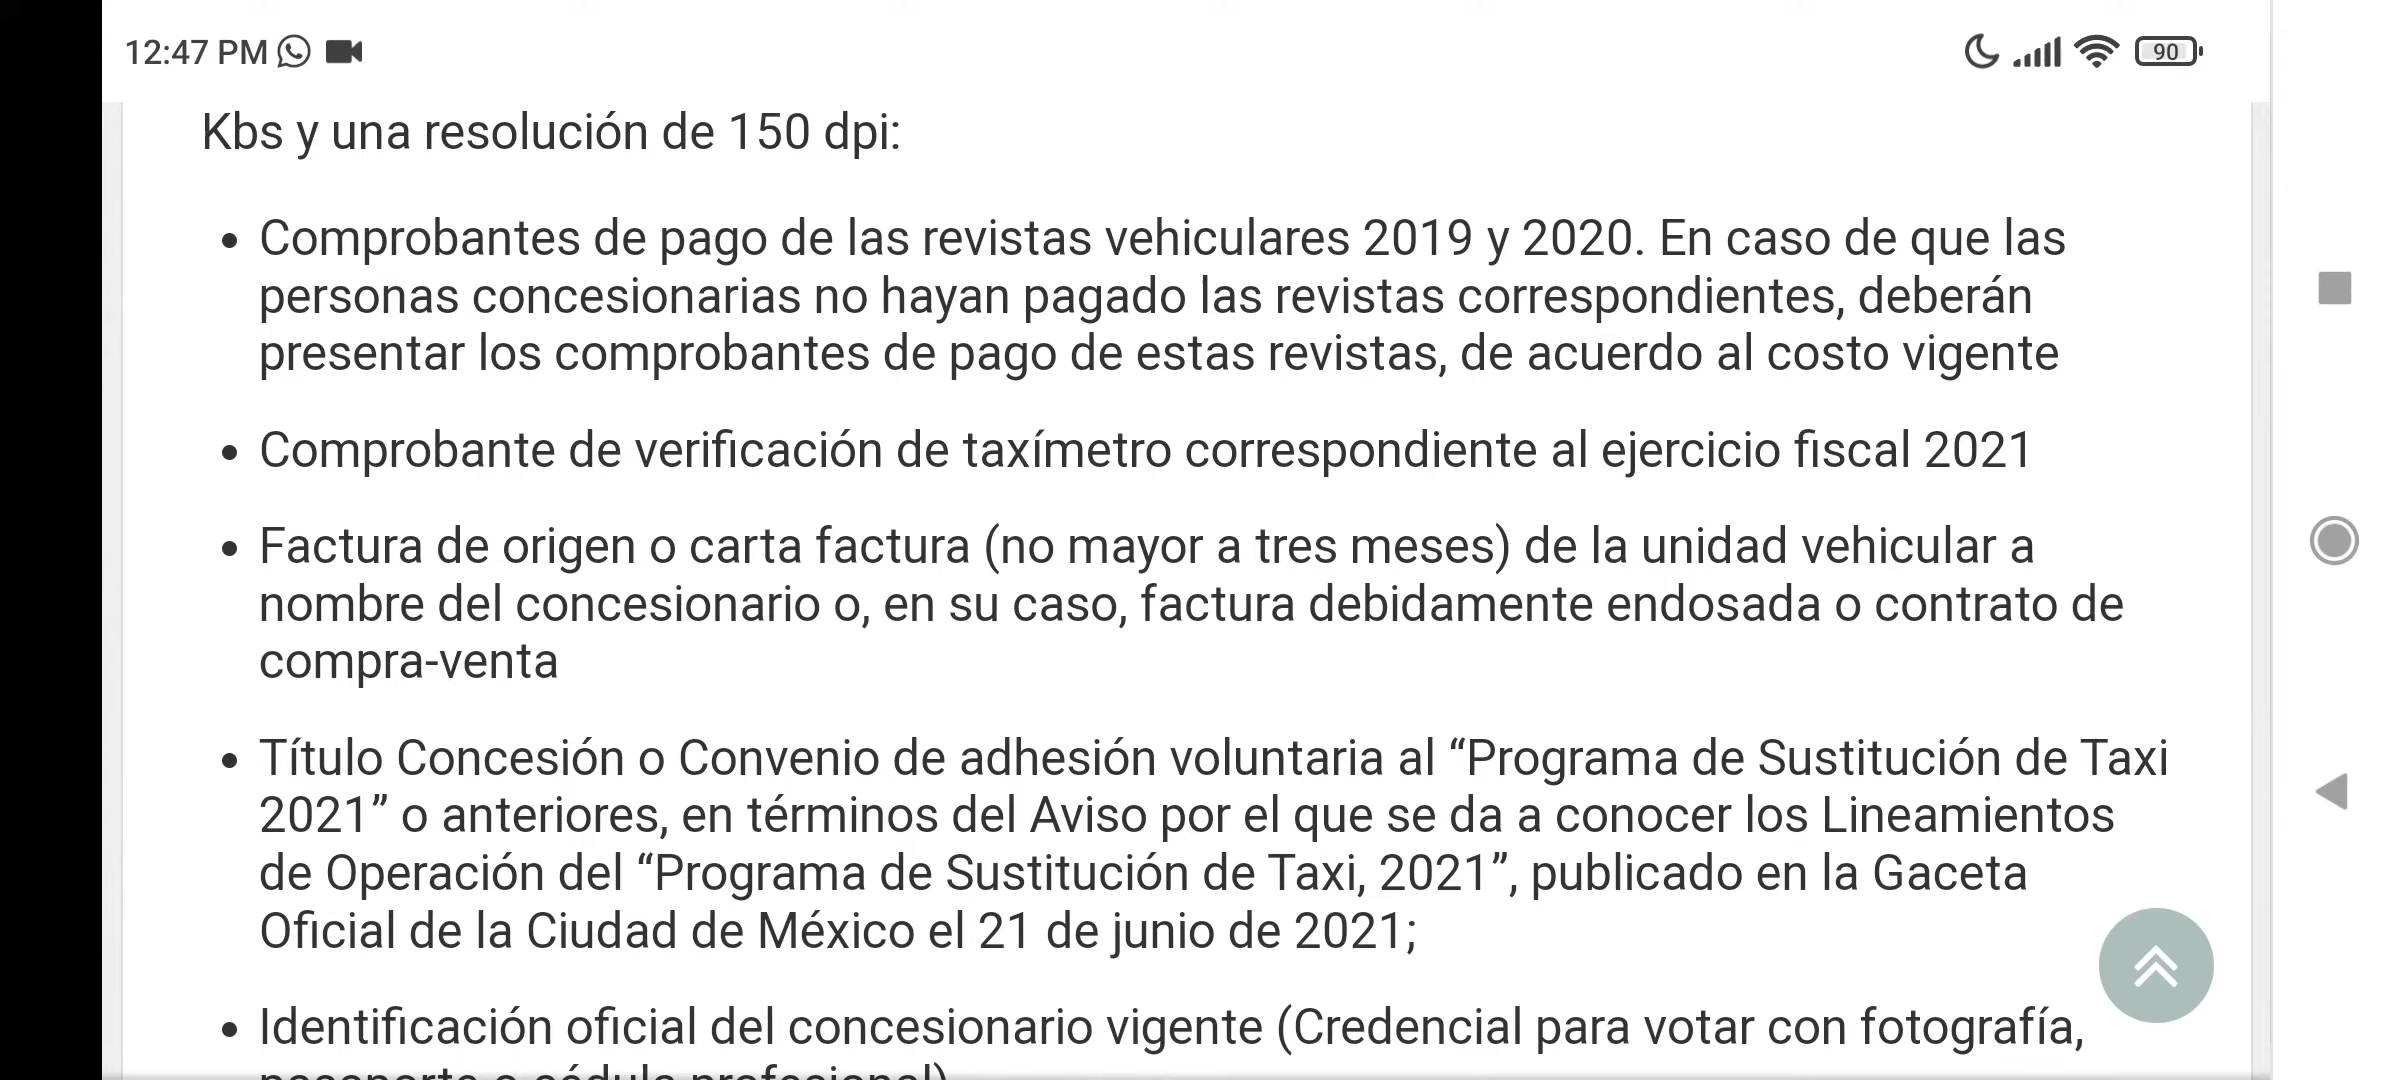 12:47 PM
90
Kbs y una resolución de 150 dpi:
• Comprobantes de pago de las revistas vehiculares 2019 y 2020. En caso de que las
personas concesionarias no hayan pagado las revistas correspondientes, deberán
presentar los comprobantes de pago de estas revistas, de acuerdo al costo vigente
• Comprobante de verificación de taxímetro correspondiente al ejercicio fiscal 2021
• Factura de origen o carta factura (no mayor a tres meses) de la unidad vehicular a
nombre del concesionario o, en su caso, factura debidamente endosada o contrato de
compra-venta
• Título Concesión o Convenio de adhesión voluntaria al “Programa de Sustitución de Taxi
2021” o anteriores, en términos del Aviso por el que se da a conocer los Lineamientos
de Operación del “Programa de Sustitución de Taxi, 2021”, publicado en la Gaceta
Oficial de la Ciudad de México el 21 de junio de 2021;
• Identificación oficial del concesionario vigente (Credencial para votar con fotografía,
pasaporte o cédula profesional)